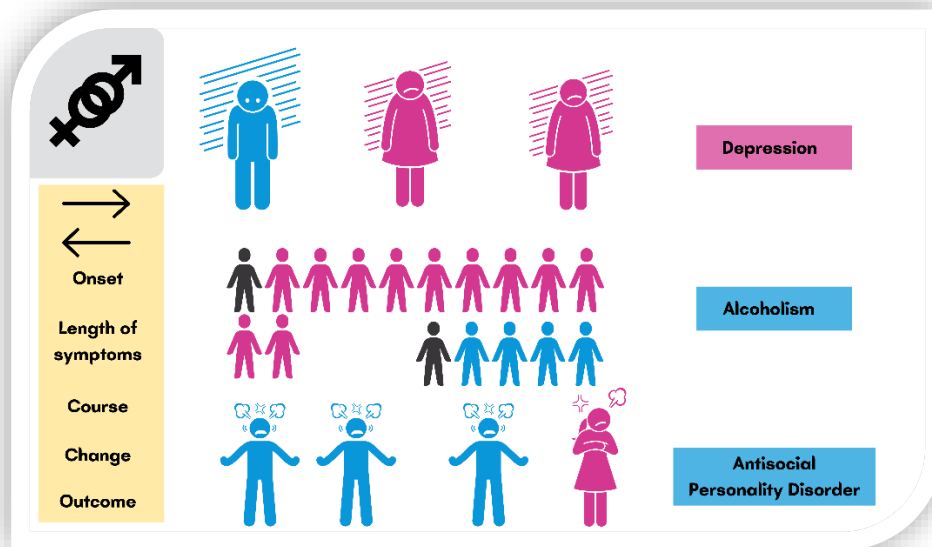 Depression
Onset
Length of
symptoms
Course
Change
Outcome
Alcoholism
Antisocial
Personality Disorder